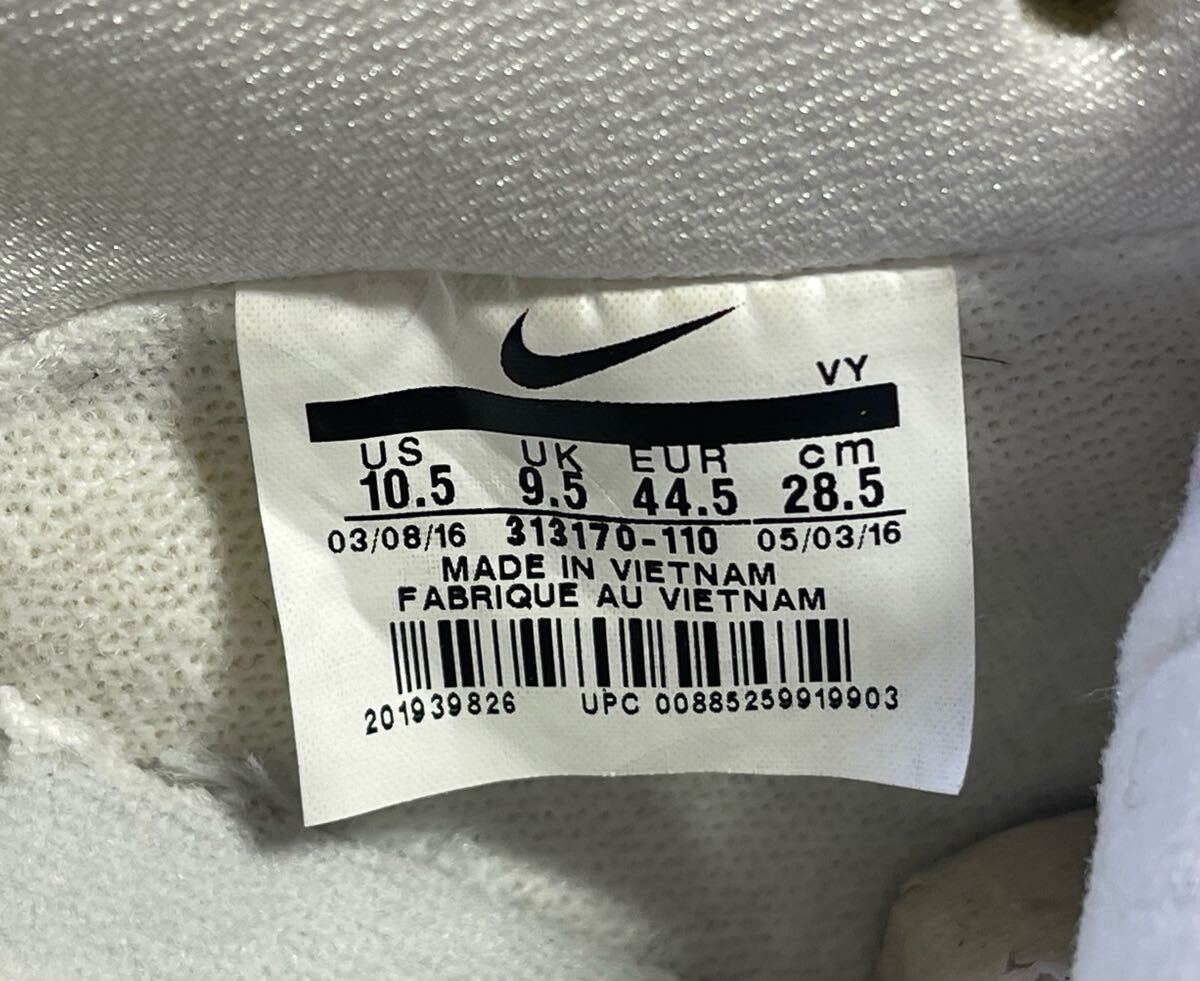 VY
US UK EUR cm
10.5 9.5 44.5 28.5
03/08/16 313170-110 05/03/16
MADE IN VIETNAM
FABRIQUE AU VIETNAM
201939826 UPC 00885259919903